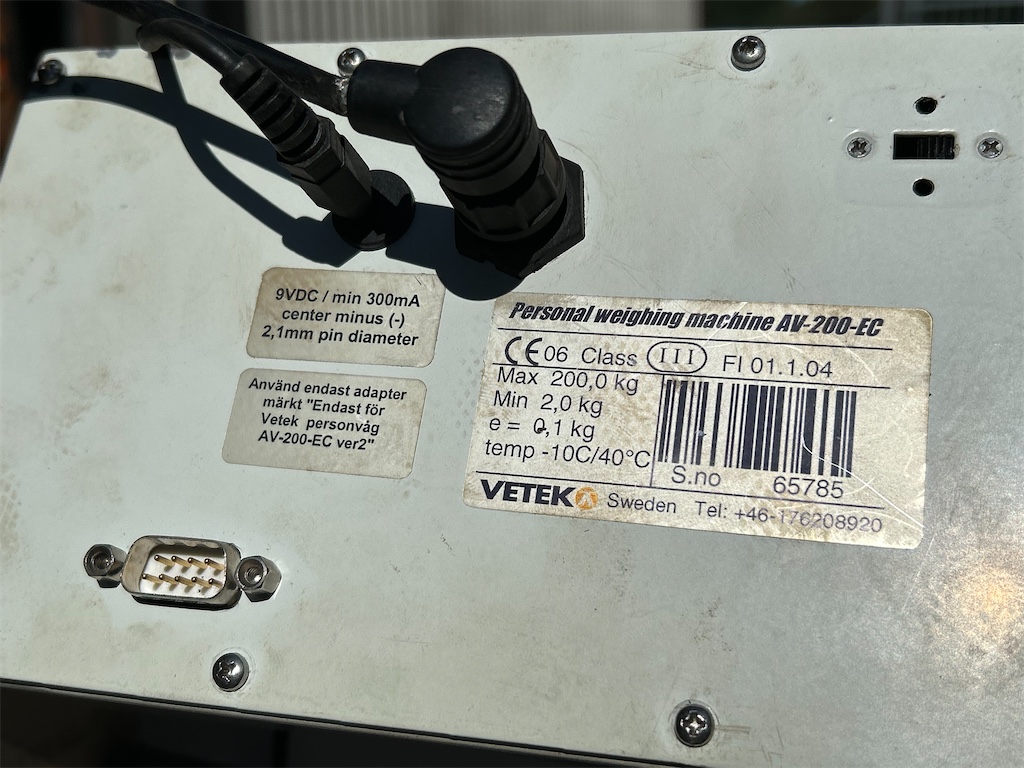 9VDC / min 300mA
center minus (-)
2,1mm pin diameter
Använd endast adapter
märkt "Endast för
Vetek personvåg
AV-200-EC ver2"
Personal weighing machine AV-200-EC
CE 06 Class III FI 01.1.04
Max 200,0 kg
Min 2,0 kg
e = 0,1 kg
temp -10C/40°C
S.no 65785
VETEK Sweden Tel: +46-176208920